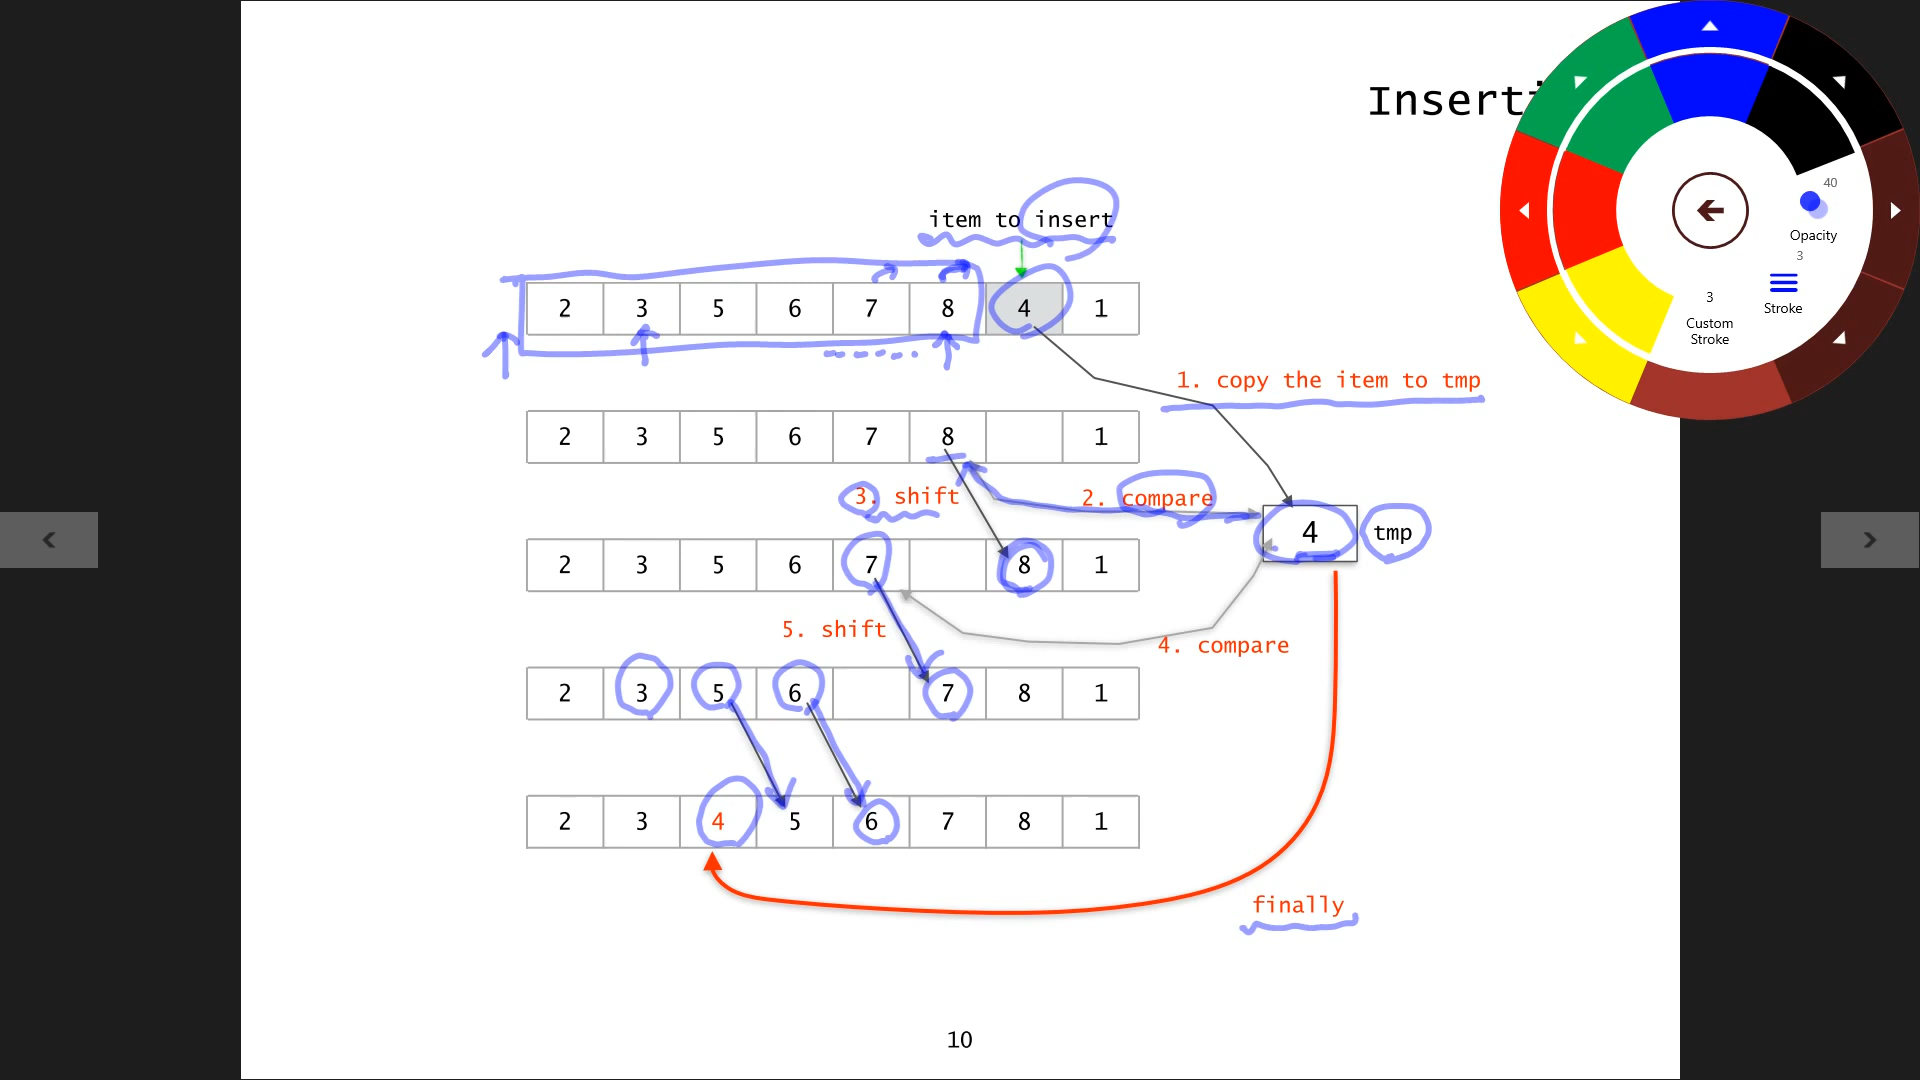 Inserti
item to insert
2 3 5 6 7 8 4 1
1. copy the item to tmp
2 3 5 6 7 8 1
3. shift
2. compare
4 tmp
2 3 5 6 7 8 1
5. shift
4. compare
2 3 5 6 7 8 1
2 3 4 5 6 7 8 1
finally
10
40
Opacity
3
Stroke
3
Custom
Stroke